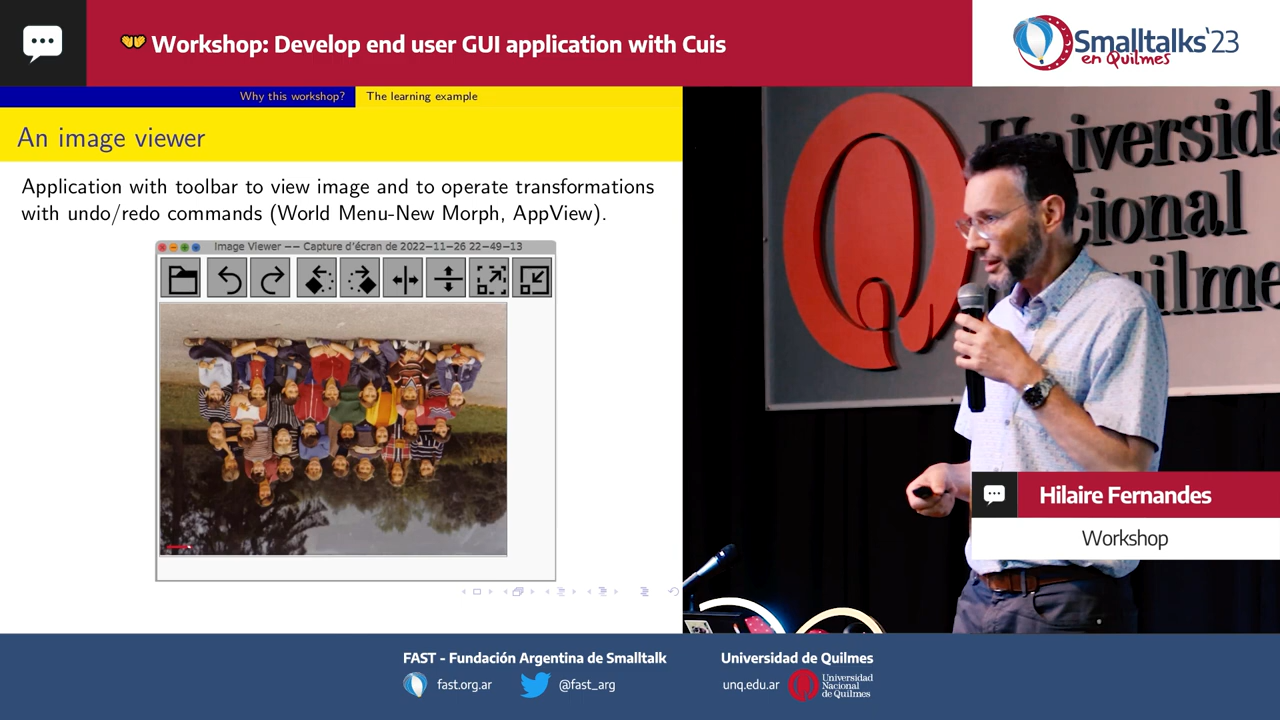 Workshop: Develop end user GUI application with Cuis
Smalltalks'23
en Quilmes
Why this workshop?
The learning example
An image viewer
Application with toolbar to view image and to operate transformations
with undo/redo commands (World Menu-New Morph, AppView).
Image Viewer -- Capture d'écran de 2022-11-26 22-49-13
Universid
cional
uilme
Hilaire Fernandes
Workshop
FAST - Fundación Argentina de Smalltalk
fast.org.ar
@fast_arg
Universidad de Quilmes
unq.edu.ar
Universidad
Nacional
de Quilmes